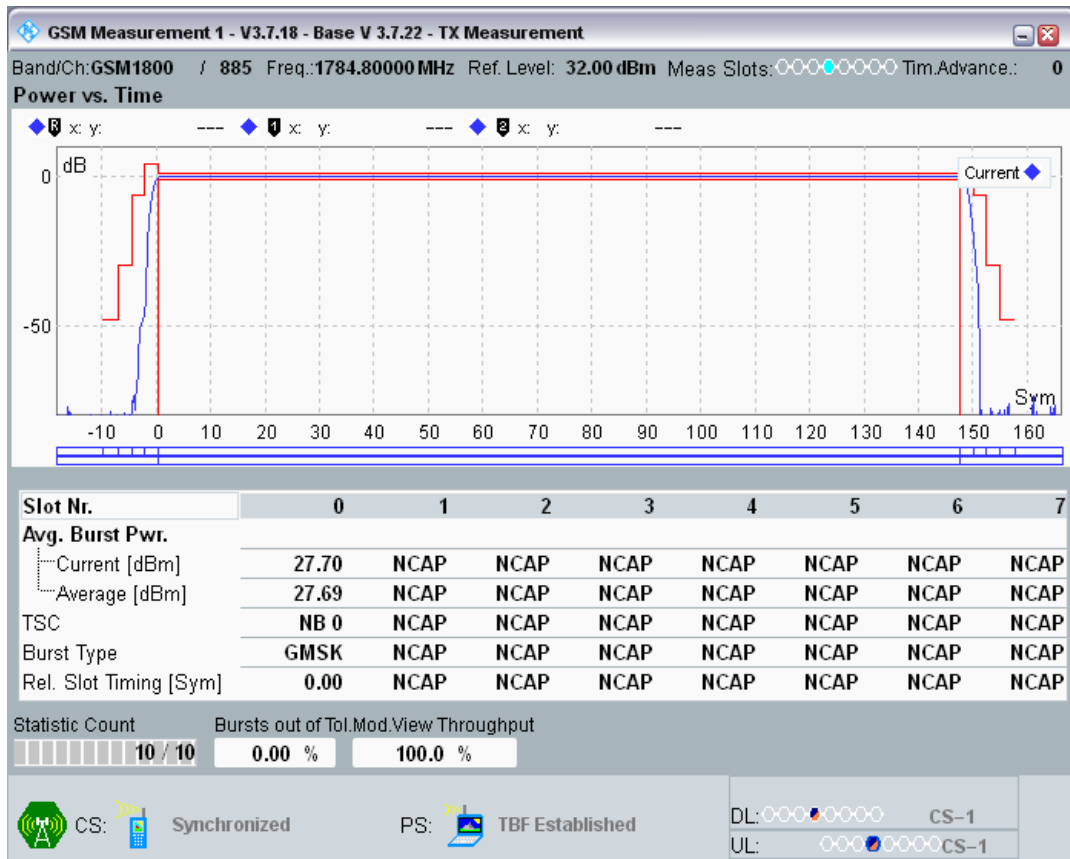 GSM Measurement 1 - V3.7.18 - Base V 3.7.22 - TX Measurement
Band/Ch:GSM1800 / 885 Freq.:1784.80000 MHz Ref. Level: 32.00 dBm Meas Slots: Tim.Advance.: 0
Power vs. Time
R x: y: --- 1 x: y: --- 2 x: y: ---
dB
Current
0
-50
Sym
-10 0 10 20 30 40 50 60 70 80 90 100 110 120 130 140 150 160
Slot Nr. 0 1 2 3 4 5 6 7
Avg. Burst Pwr.
Current [dBm] 27.70 NCAP NCAP NCAP NCAP NCAP NCAP NCAP
Average [dBm] 27.69 NCAP NCAP NCAP NCAP NCAP NCAP NCAP
TSC NB 0 NCAP NCAP NCAP NCAP NCAP NCAP NCAP
Burst Type GMSK NCAP NCAP NCAP NCAP NCAP NCAP NCAP
Rel. Slot Timing [Sym] 0.00 NCAP NCAP NCAP NCAP NCAP NCAP NCAP
Statistic Count Bursts out of Tol.Mod.View Throughput
10 / 10 0.00 % 100.0 %
CS: Synchronized PS: TBF Established
DL: CS-1
UL: CS-1